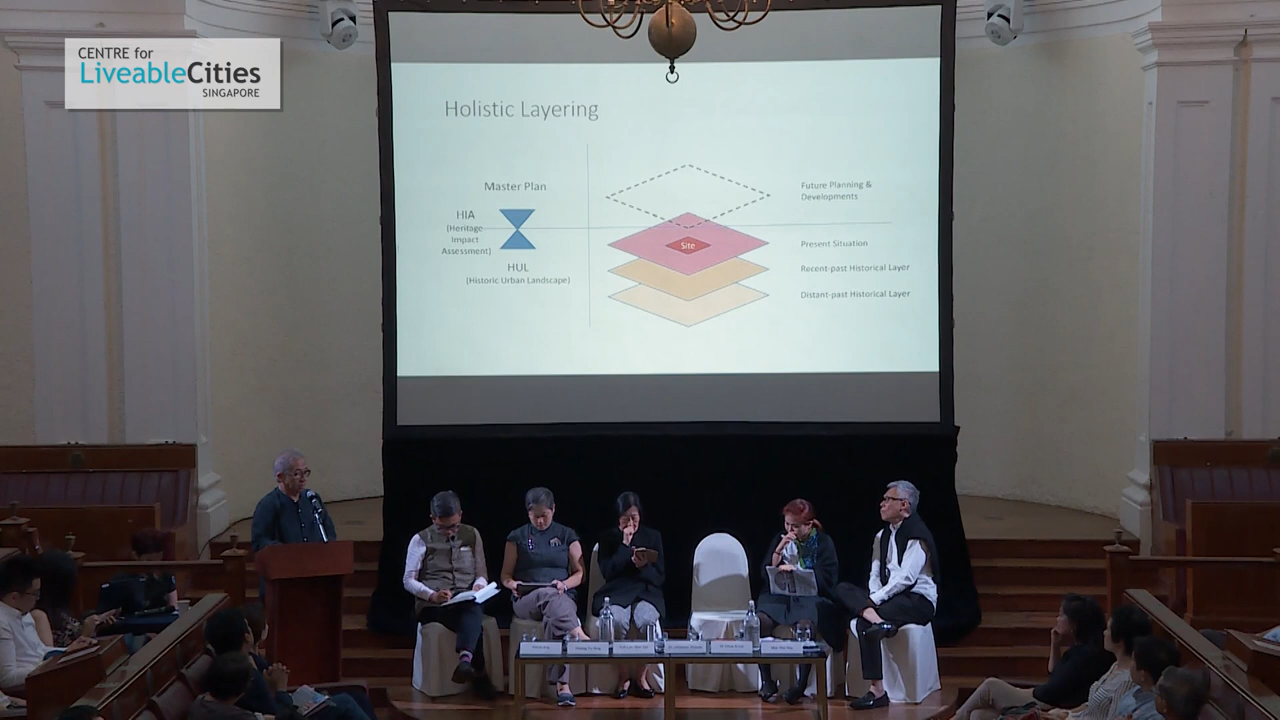 CENTRE for
LiveableCities
SINGAPORE
Holistic Layering
Master Plan
HIA
(Heritage
Impact
Assessment)
HUL
(Historic Urban Landscape)
Site
Future Planning &
Developments
Present Situation
Recent-past Historical Layer
Distant-past Historical Layer